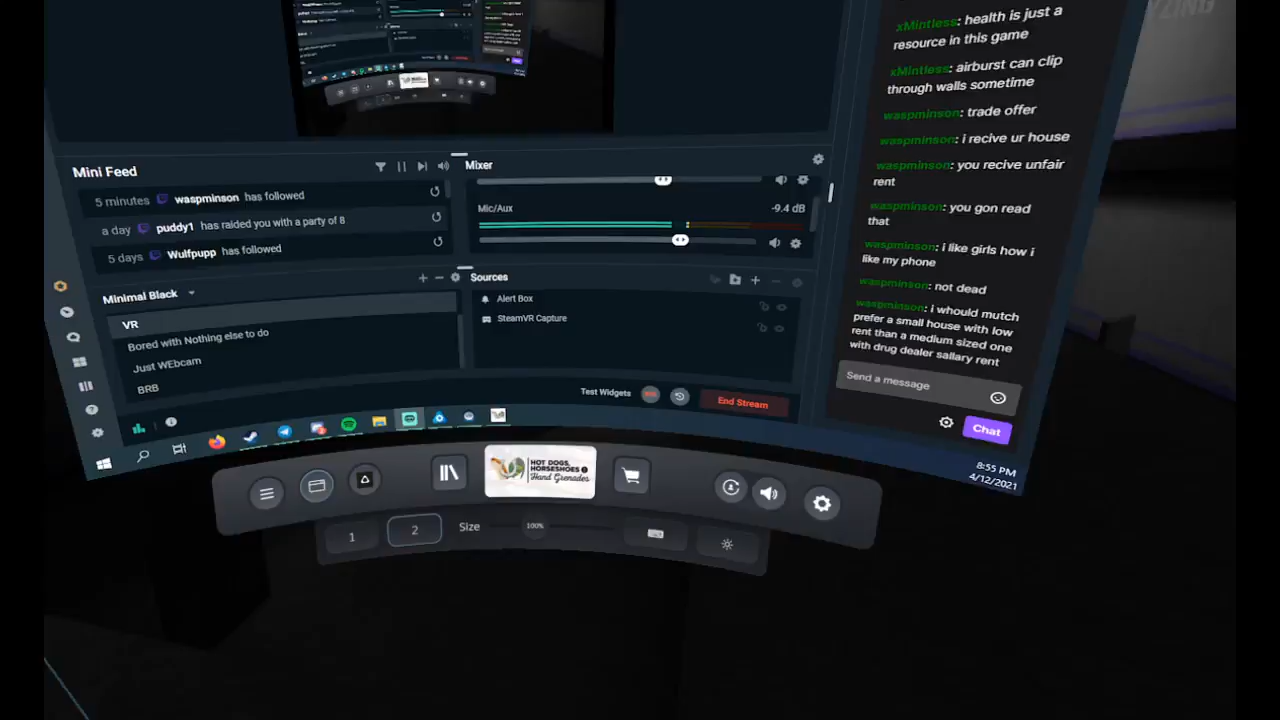 xMintless: health is just a
resource in this game
xMintless: airburst can clip
through walls sometime
waspminson: trade offer
waspminson: i recive ur house
waspminson: you recive unfair
rent
waspminson: you gon read
that
waspminson: i like girls how i
like my phone
waspminson: not dead
waspminson: i whould mutch
prefer a small house with low
rent than a medium sized one
with drug dealer sallary rent
Send a message
Chat
Mini Feed
5 minutes waspminson has followed
a day puddy1 has raided you with a party of 8
5 days Wulfpupp has followed
Mixer
Mic/Aux -9.4 dB
Minimal Black
VR
Bored with Nothing else to do
Just WEbcam
BRB
Sources
Alert Box
SteamVR Capture
Test Widgets
End Stream
8:55 PM
4/12/2021
HOT DOGS,
HORSESHOES &
Hand Grenades
1 2 Size 100%